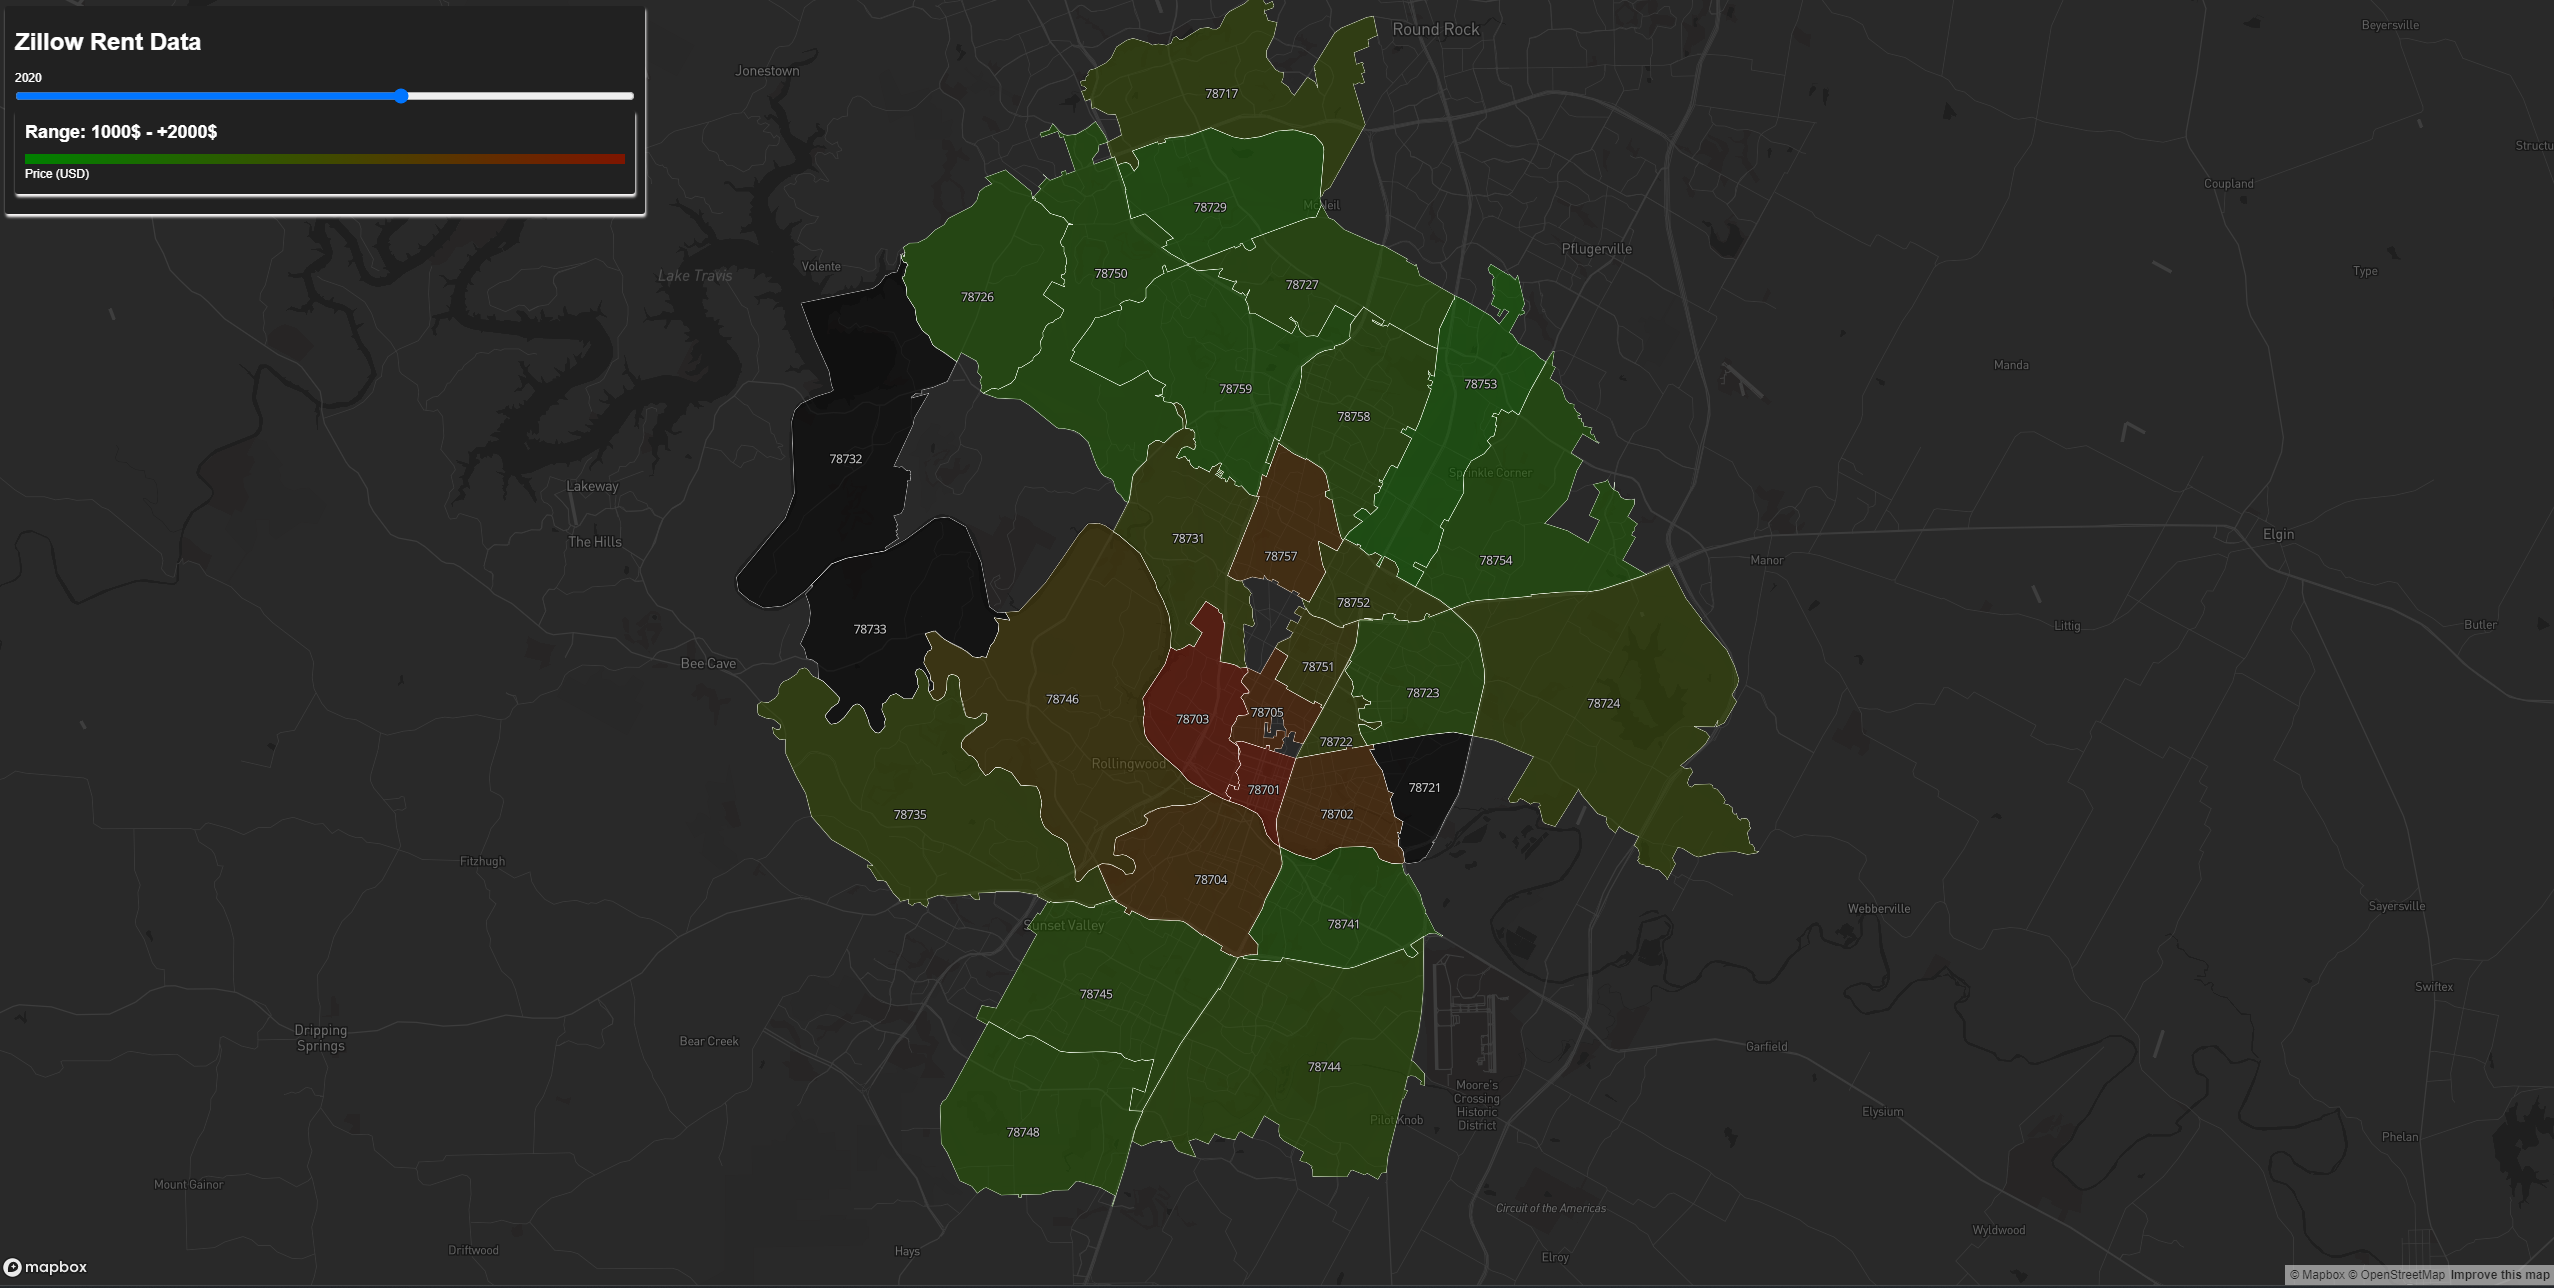 Zillow Rent Data
2020
Range: 1000$ - +2000$
Price (USD)
Round Rock
Beyersville
Jonestown
78717
Structu
Coupland
78729
McNeil
Pflugerville
Volente
Lake Travis
78750
Type
78726
78727
Manda
78753
78759
78758
78732
Sprinkle Corner
Lakeway
Elgin
The Hills
78731
78757
78754
Manor
78752
Littig
Butler
78733
Bee Cave
78751
78723
78746
78724
78705
78703
78722
Rollingwood
78721
78701
78702
78735
Fitzhugh
78704
Webberville
Sayersville
Sunset Valley
78741
Swiftex
78745
Dripping
Springs
Bear Creek
Garfield
78744
Moore's
Crossing
Historic
District
Elysium
Pilot Knob
78748
Phelan
Mount Gainor
Circuit of the Americas
Wyldwood
Driftwood
Hays
Elroy
mapbox
© Mapbox © OpenStreetMap Improve this map